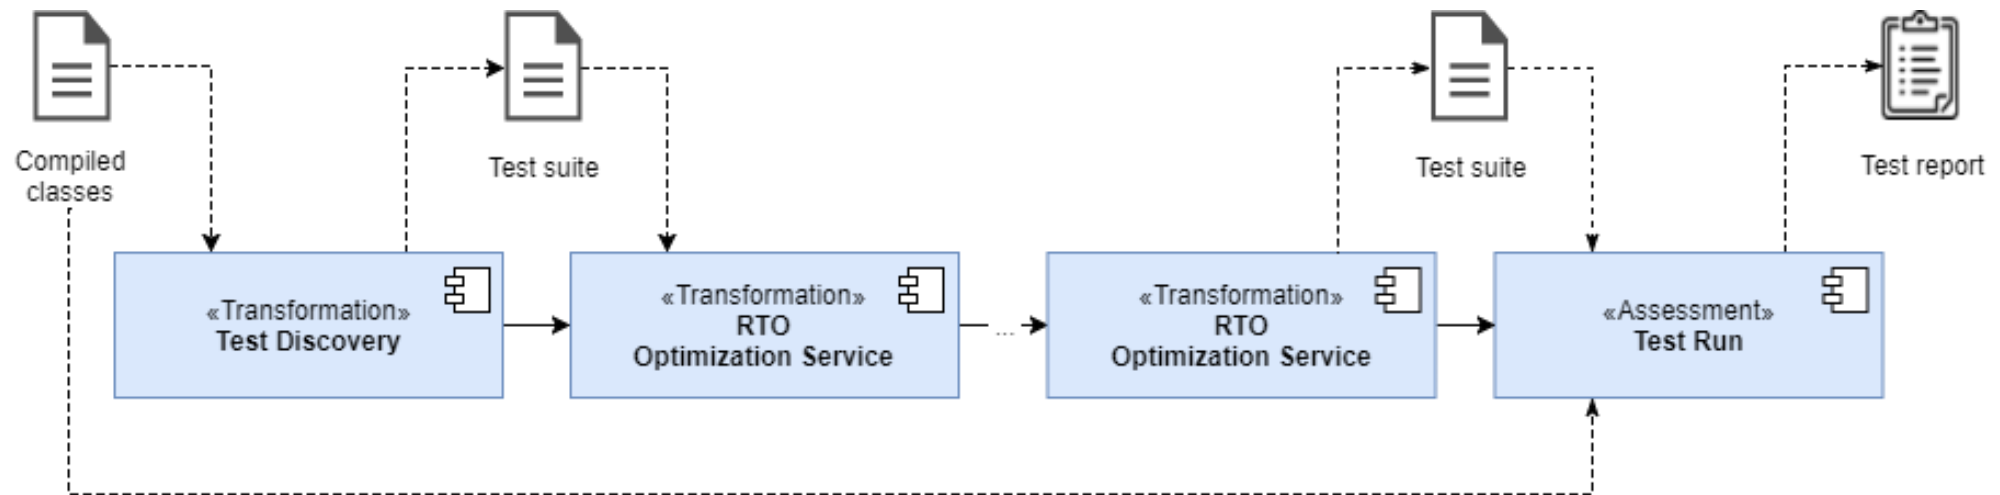 Compiled
classes
Test suite
Test suite
Test report
«Transformation»
Test Discovery
«Transformation»
RTO
Optimization Service
...
«Transformation»
RTO
Optimization Service
«Assessment»
Test Run